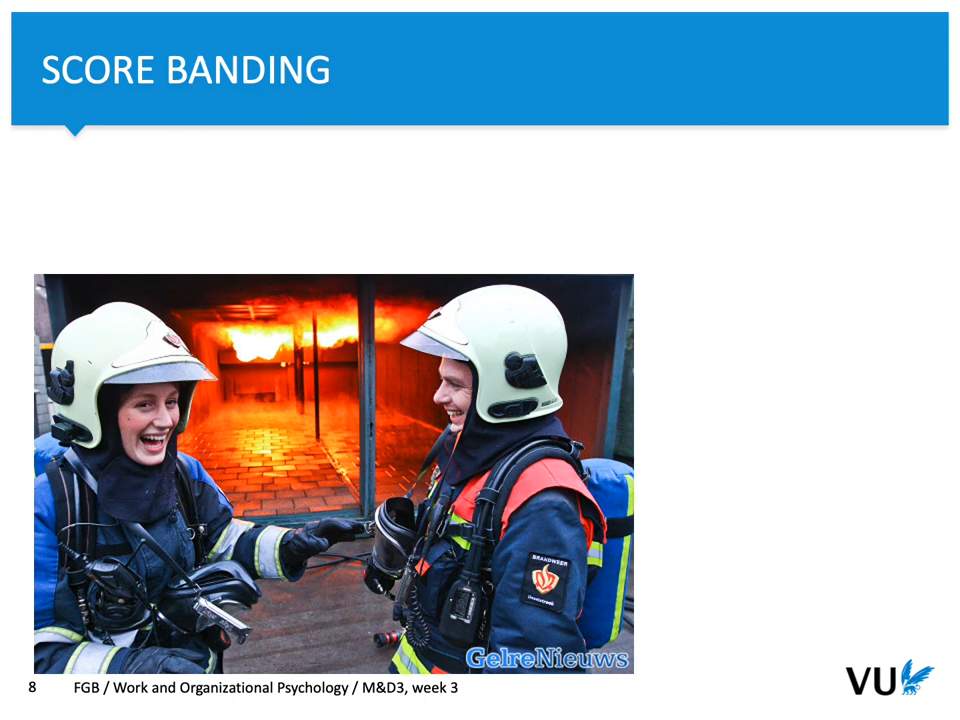 SCORE BANDING
BRANDWEER
GelreNieuws
8 FGB / Work and Organizational Psychology / M&D3, week 3
VU